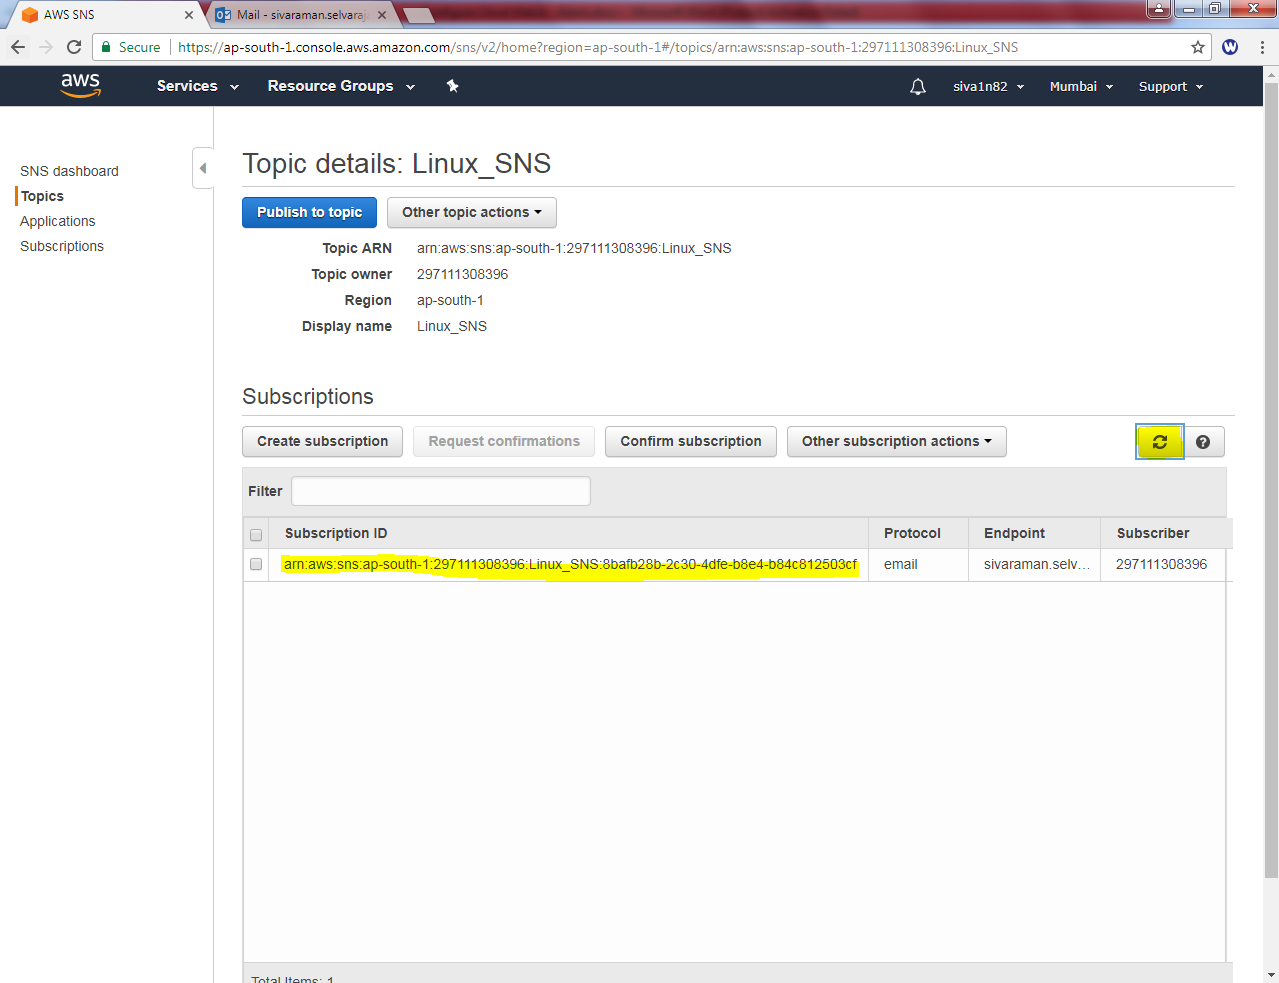 AWS SNS
Mail - sivaraman.selvaraj
Secure
https://ap-south-1.console.aws.amazon.com/sns/v2/home?region=ap-south-1#/topics/arn:aws:sns:ap-south-1:297111308396:Linux_SNS
W
aws
Services
Resource Groups
siva1n82
Mumbai
Support
SNS dashboard
Topics
Applications
Subscriptions
Topic details: Linux_SNS
Publish to topic
Other topic actions
Topic ARN arn:aws:sns:ap-south-1:297111308396:Linux_SNS
Topic owner 297111308396
Region ap-south-1
Display name Linux_SNS
Subscriptions
Create subscription
Request confirmations
Confirm subscription
Other subscription actions
?
Filter
Subscription ID Protocol Endpoint Subscriber
arn:aws:sns:ap-south-1:297111308396:Linux_SNS:8bafb28b-2c30-4dfe-b8e4-b84c812503cf email sivaraman.selv... 297111308396
Total Items: 1